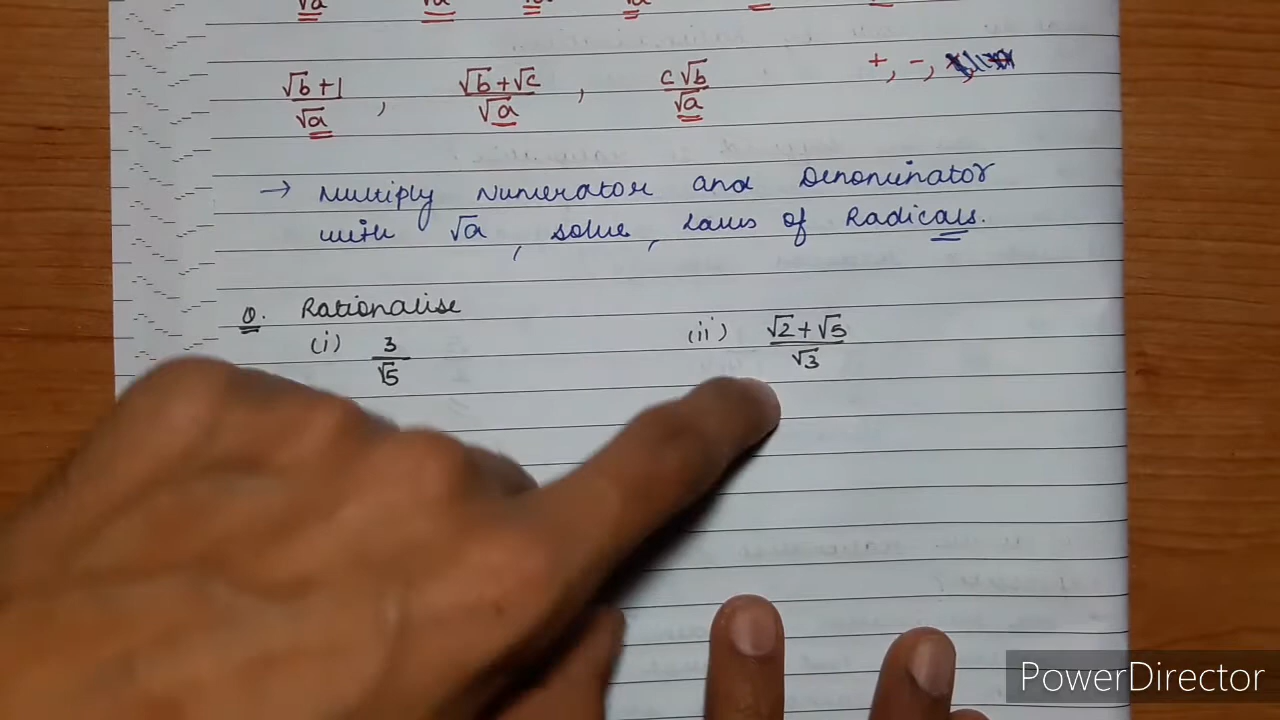 √a √a √a √a
√b+1/√a , √b+√c/√a , c√b/√a +, -,
→ Multiply Numerator and Denominator
with √a, solve, Laws of Radicals.
Q. Rationalise
(i) 3/√5 (ii) √2+√5/√3
PowerDirector